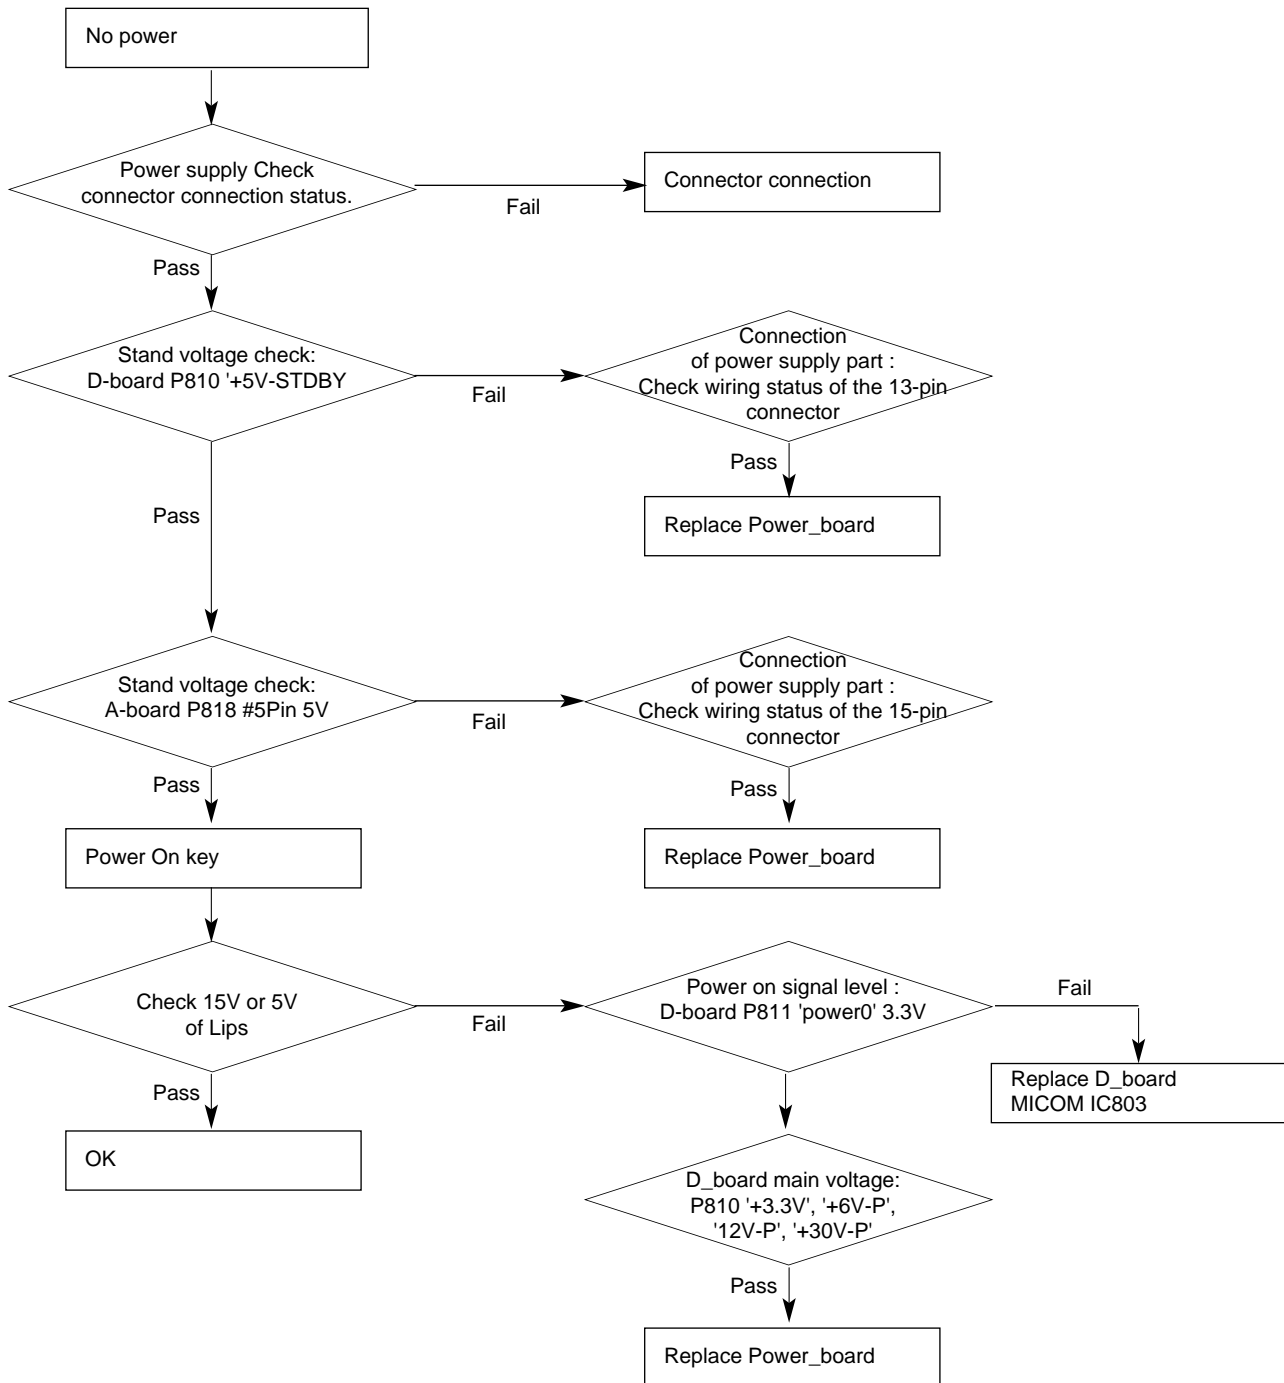 No power
Power supply Check
connector connection status.
Fail
Connector connection
Pass
Stand voltage check:
D-board P810 '+5V-STDBY
Fail
Connection
of power supply part :
Check wiring status of the 13-pin
connector
Pass
Replace Power_board
Pass
Stand voltage check:
A-board P818 #5Pin 5V
Fail
Connection
of power supply part :
Check wiring status of the 15-pin
connector
Pass
Pass
Power On key
Replace Power_board
Check 15V or 5V
of Lips
Fail
Power on signal level :
D-board P811 'power0' 3.3V
Fail
Replace D_board
MICOM IC803
Pass
OK
D_board main voltage:
P810 '+3.3V', '+6V-P',
'12V-P', '+30V-P'
Pass
Replace Power_board